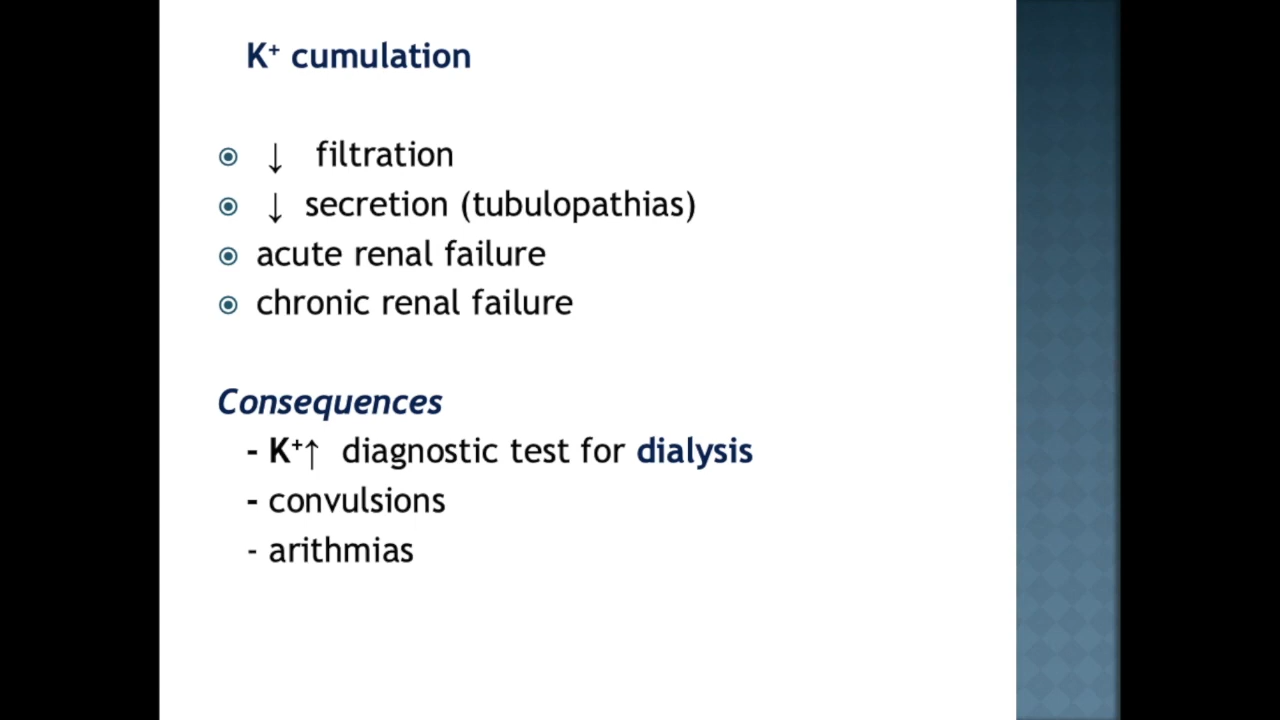 K⁺ cumulation
↓ filtration
↓ secretion (tubulopathias)
acute renal failure
chronic renal failure
Consequences
- K⁺↑ diagnostic test for dialysis
- convulsions
- arithmias